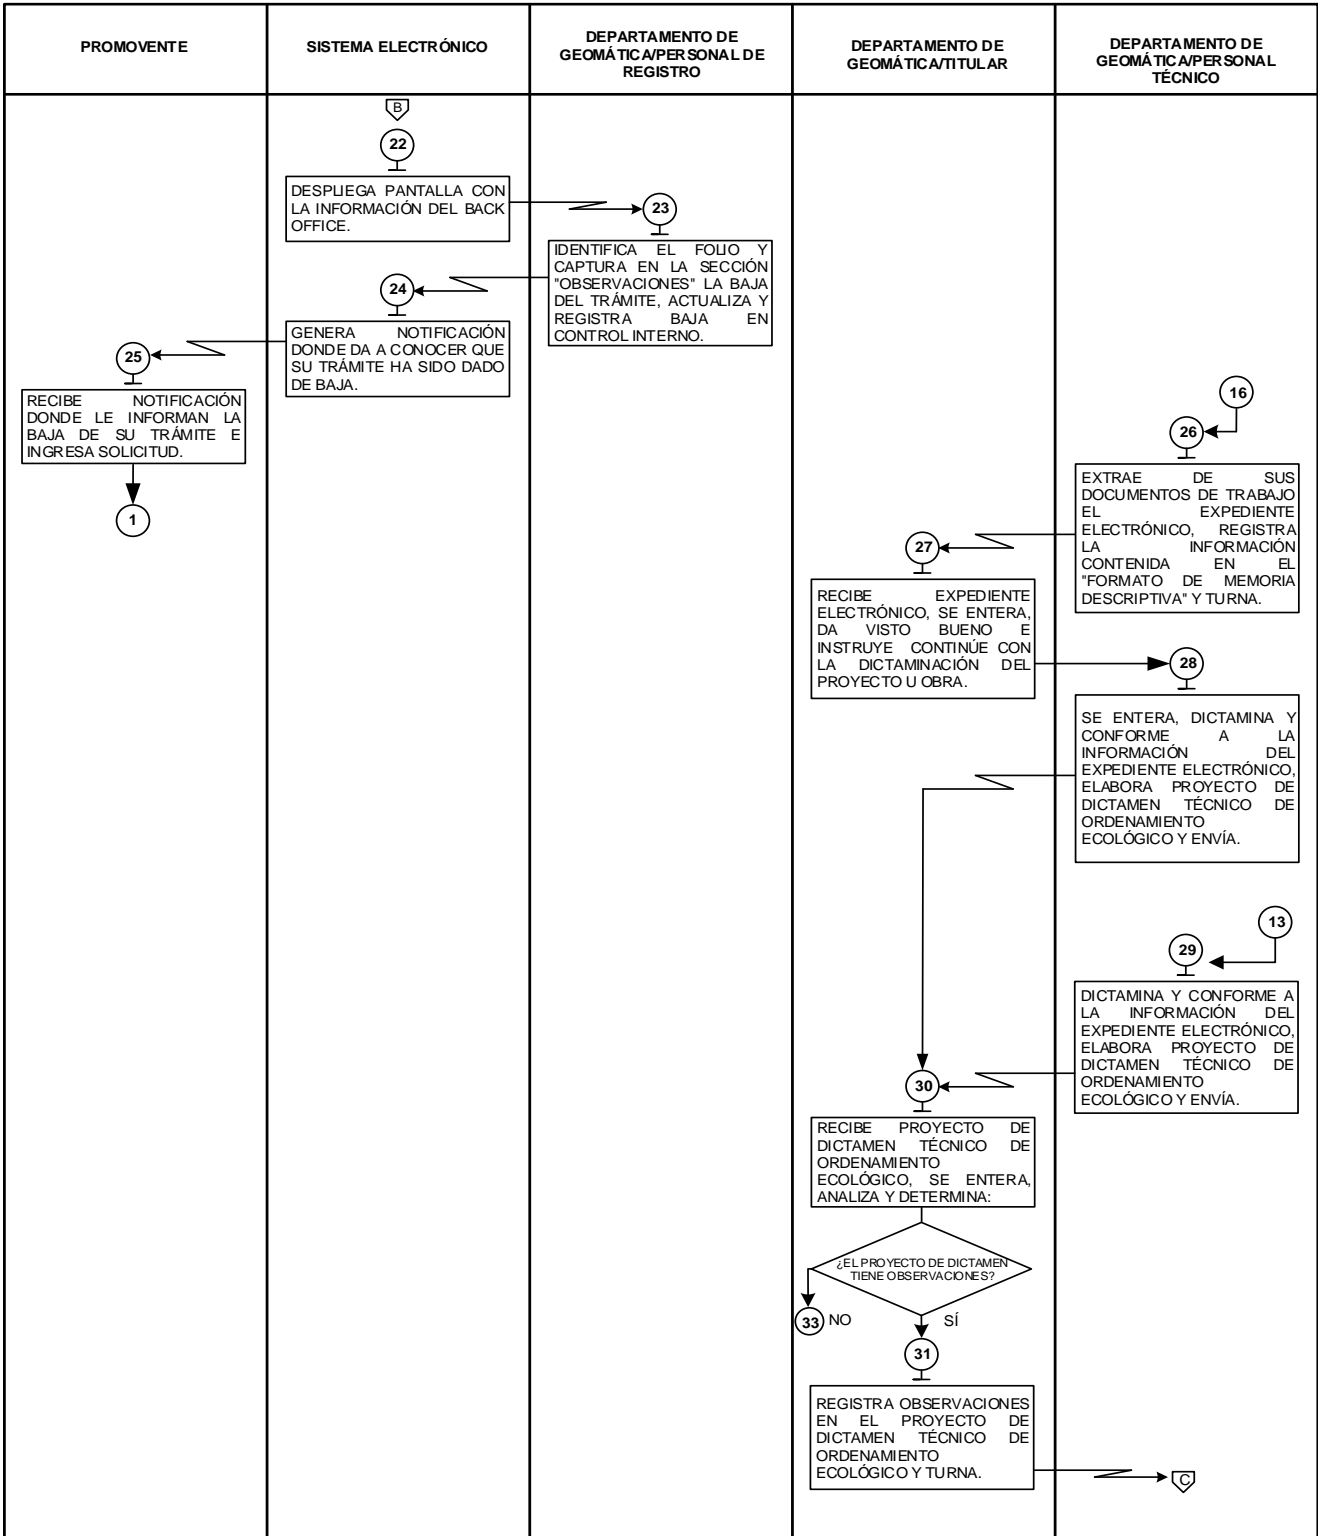 PROMOVENTE
SISTEMA ELECTRÓNICO
DEPARTAMENTO DE
GEOMÁTICA/PERSONAL DE
REGISTRO
DEPARTAMENTO DE
GEOMÁTICA/TITULAR
DEPARTAMENTO DE
GEOMÁTICA/PERSONAL
TÉCNICO
B
22
DESPLIEGA PANTALLA CON
LA INFORMACIÓN DEL BACK
OFFICE.
23
IDENTIFICA EL FOLIO Y
CAPTURA EN LA SECCIÓN
"OBSERVACIONES" LA BAJA
DEL TRÁMITE, ACTUALIZA Y
REGISTRA BAJA EN
CONTROL INTERNO.
24
GENERA NOTIFICACIÓN
DONDE DA A CONOCER QUE
SU TRÁMITE HA SIDO DADO
DE BAJA.
25
RECIBE NOTIFICACIÓN
DONDE LE INFORMAN LA
BAJA DE SU TRÁMITE E
INGRESA SOLICITUD.
1
16
26
EXTRAE DE SUS
DOCUMENTOS DE TRABAJO
EL EXPEDIENTE
ELECTRÓNICO, REGISTRA
LA INFORMACIÓN
CONTENIDA EN EL
"FORMATO DE MEMORIA
DESCRIPTIVA" Y TURNA.
27
RECIBE EXPEDIENTE
ELECTRÓNICO, SE ENTERA,
DA VISTO BUENO E
INSTRUYE CONTINÚE CON
LA DICTAMINACIÓN DEL
PROYECTO U OBRA.
28
SE ENTERA, DICTAMINA Y
CONFORME A LA
INFORMACIÓN DEL
EXPEDIENTE ELECTRÓNICO,
ELABORA PROYECTO DE
DICTAMEN TÉCNICO DE
ORDENAMIENTO
ECOLÓGICO Y ENVÍA.
13
29
DICTAMINA Y CONFORME A
LA INFORMACIÓN DEL
EXPEDIENTE ELECTRÓNICO,
ELABORA PROYECTO DE
DICTAMEN TÉCNICO DE
ORDENAMIENTO
ECOLÓGICO Y ENVÍA.
30
RECIBE PROYECTO DE
DICTAMEN TÉCNICO DE
ORDENAMIENTO
ECOLÓGICO, SE ENTERA,
ANALIZA Y DETERMINA:
¿EL PROYECTO DE DICTAMEN
TIENE OBSERVACIONES?
33 NO
SÍ
31
REGISTRA OBSERVACIONES
EN EL PROYECTO DE
DICTAMEN TÉCNICO DE
ORDENAMIENTO
ECOLÓGICO Y TURNA.
C